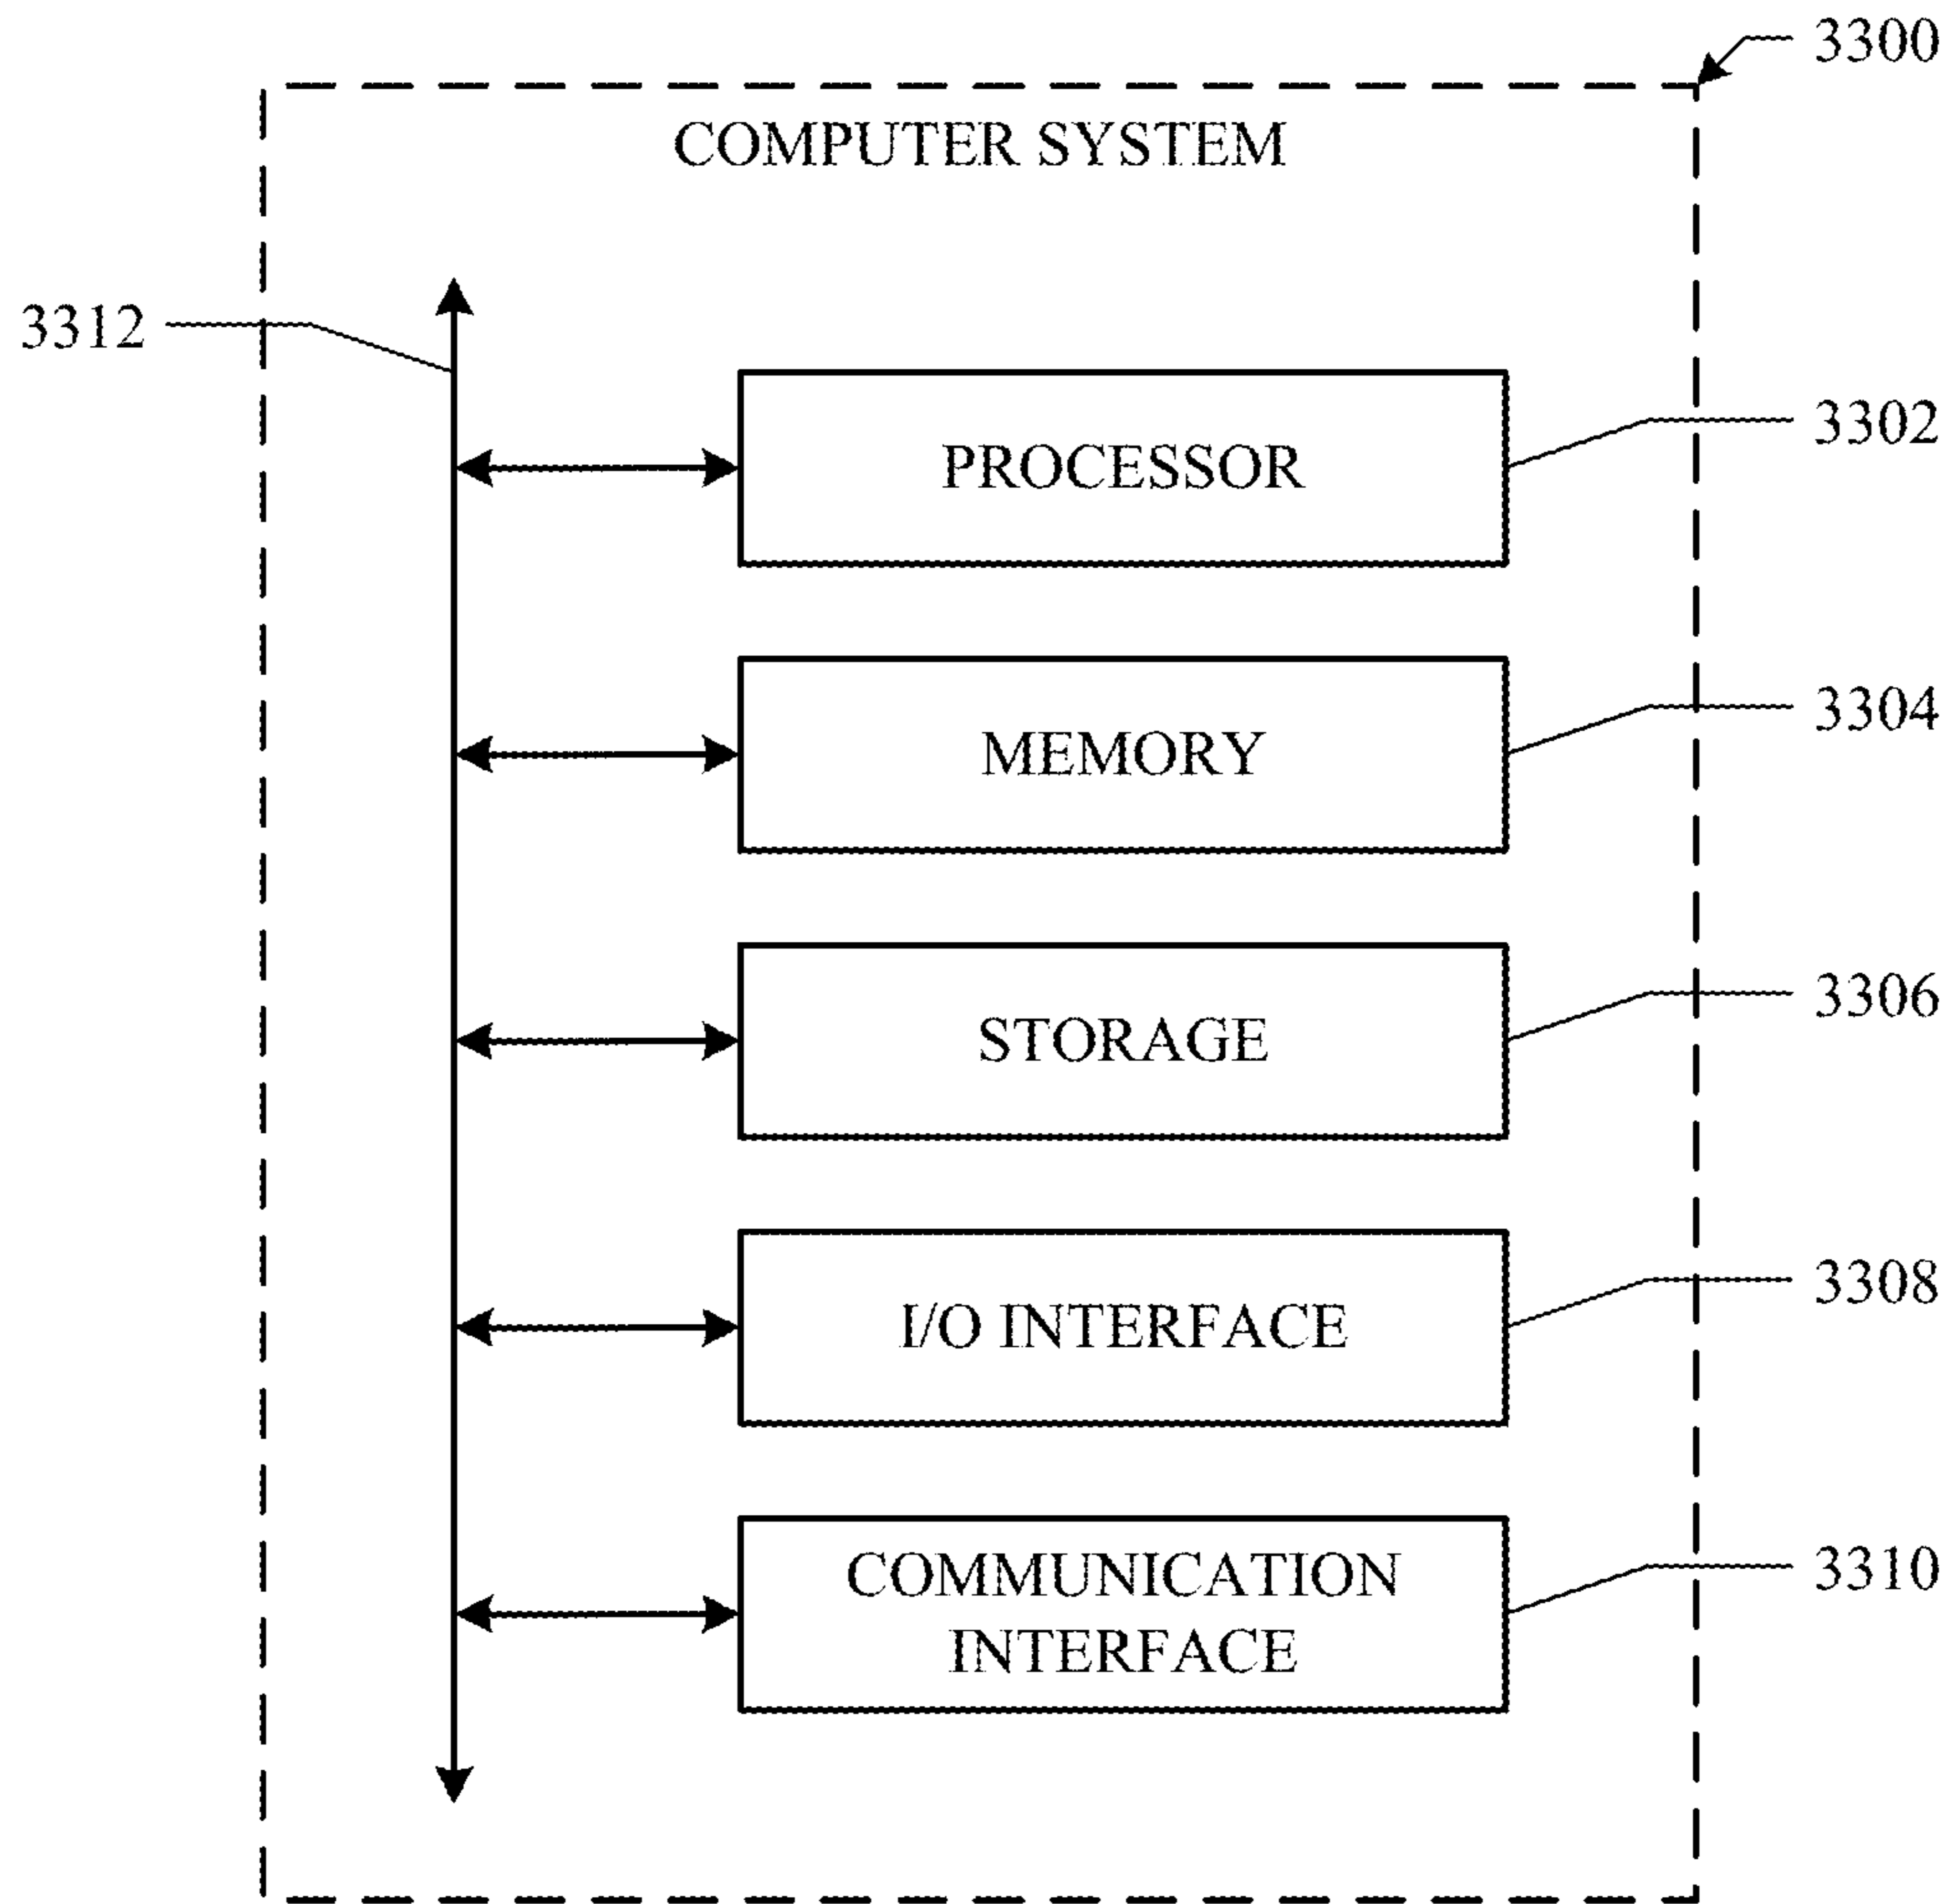 3300
COMPUTER SYSTEM
3312
PROCESSOR
3302
MEMORY
3304
STORAGE
3306
I/O INTERFACE
3308
COMMUNICATION
INTERFACE
3310